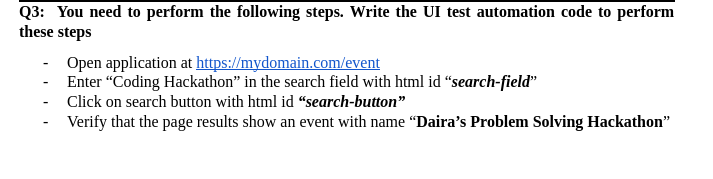 Q3: You need to perform the following steps. Write the UI test automation code to perform
these steps
- Open application at https://mydomain.com/event
- Enter “Coding Hackathon” in the search field with html id “search-field”
- Click on search button with html id “search-button”
- Verify that the page results show an event with name “Daira’s Problem Solving Hackathon”